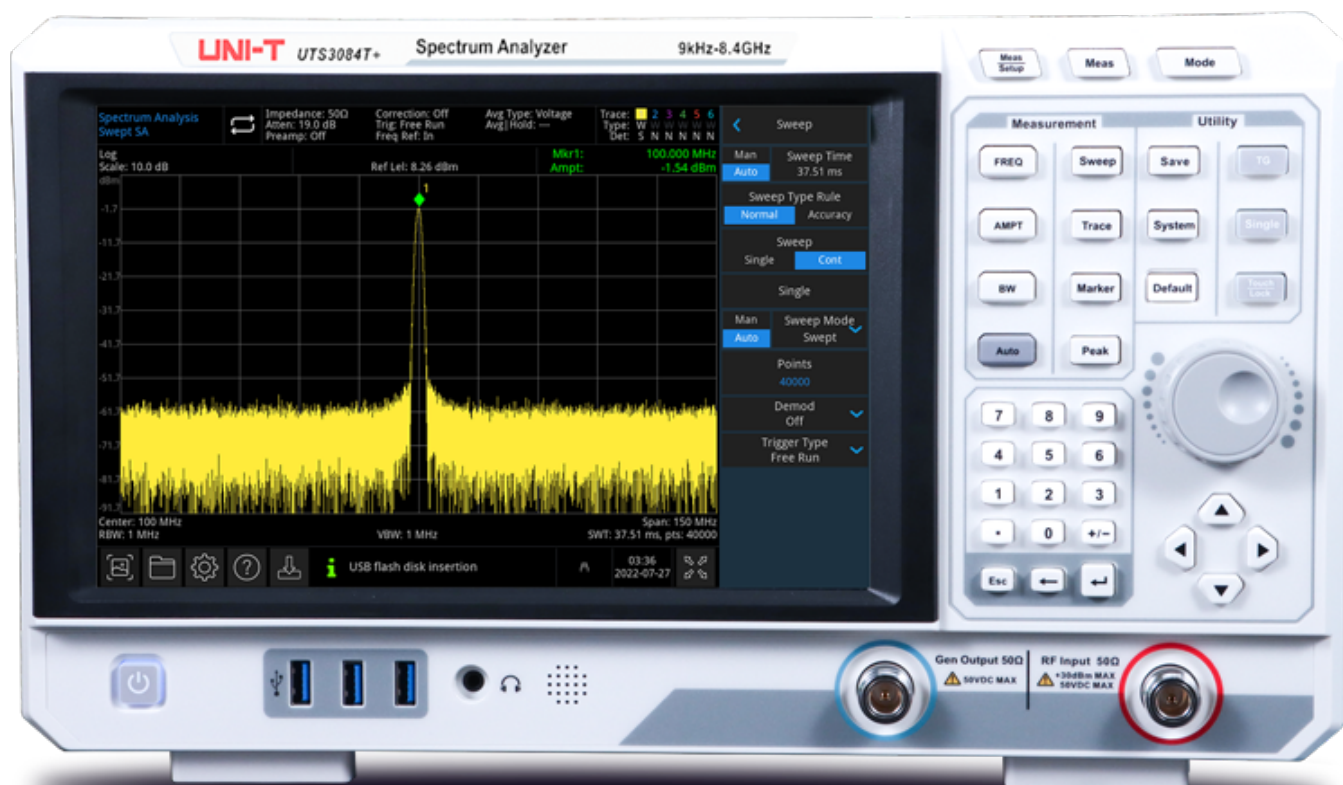 UNI-T UTS3084T+ Spectrum Analyzer 9kHz-8.4GHz
Spectrum Analysis
Swept SA
Impedance: 50Ω
Atten: 19.0 dB
Preamp: Off
Correction: Off
Trig: Free Run
Freq Ref: In
Avg Type: Voltage
Avg|Hold: —
Trace: 1 2 3 4 5 6
Type: W W W W W W
Det: S N N N N N
Log
Scale: 10.0 dB
Ref Lel: 8.26 dBm
Mkr1: 100.000 MHz
Ampt: -1.54 dBm
dBm
1
-1.7
-11.7
-21.7
-31.7
-41.7
-51.7
-61.7
-71.7
-81.7
-91.7
Center: 100 MHz
RBW: 1 MHz
VBW: 1 MHz
Span: 150 MHz
SWT: 37.51 ms, pts: 40000
USB flash disk insertion
03:36
2022-07-27
Sweep
Man
Auto
Sweep Time
37.51 ms
Sweep Type Rule
Normal Accuracy
Sweep
Single Cont
Single
Man
Auto
Sweep Mode
Swept
Points
40000
Demod
Off
Trigger Type
Free Run
Meas
Setup
Meas
Mode
Measurement
Utility
FREQ
Sweep
Save
TG
AMPT
Trace
System
Single
BW
Marker
Default
Touch
Lock
Auto
Peak
7 8 9
4 5 6
1 2 3
· 0 +/−
Esc
Gen Output 50Ω
50VDC MAX
RF Input 50Ω
+30dBm MAX
50VDC MAX